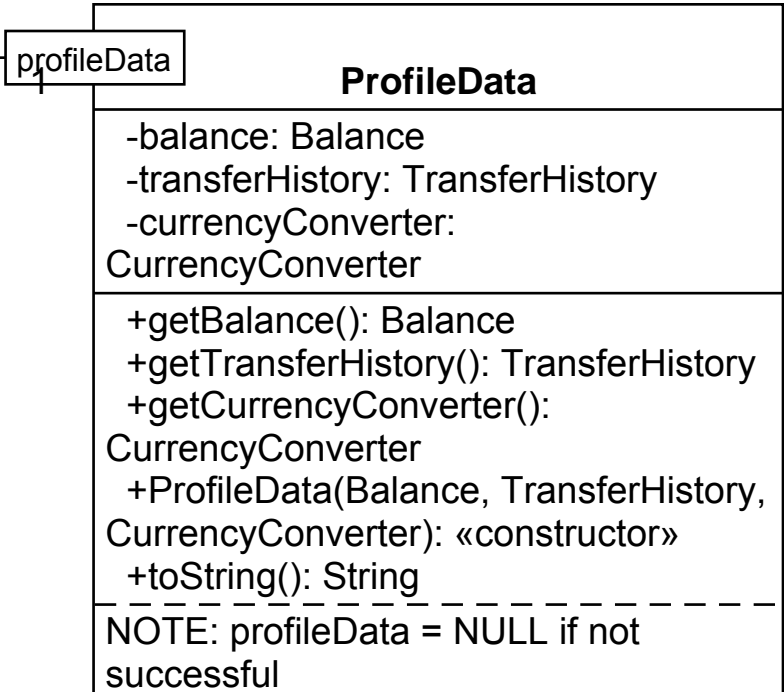 profileData
1
ProfileData
-balance: Balance
-transferHistory: TransferHistory
-currencyConverter:
CurrencyConverter
+getBalance(): Balance
+getTransferHistory(): TransferHistory
+getCurrencyConverter():
CurrencyConverter
+ProfileData(Balance, TransferHistory,
CurrencyConverter): «constructor»
+toString(): String
NOTE: profileData = NULL if not
successful